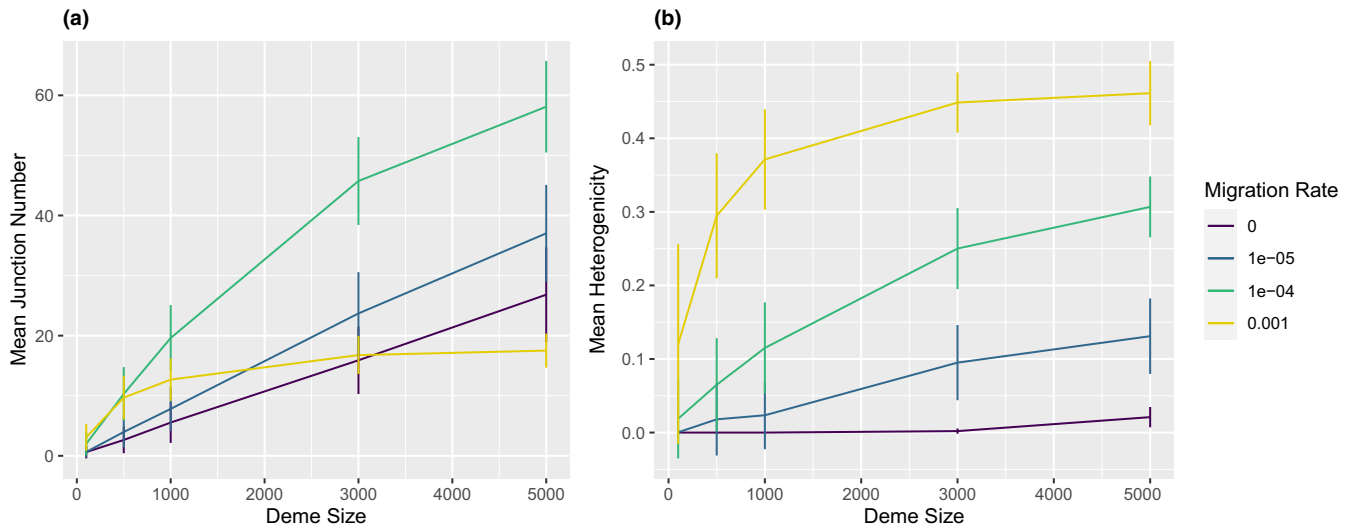 (a)
Mean Junction Number
60
40
20
0
0 1000 2000 3000 4000 5000
Deme Size
(b)
Mean Heterogenicity
0.5
0.4
0.3
0.2
0.1
0.0
0 1000 2000 3000 4000 5000
Deme Size
Migration Rate
0
1e−05
1e−04
0.001